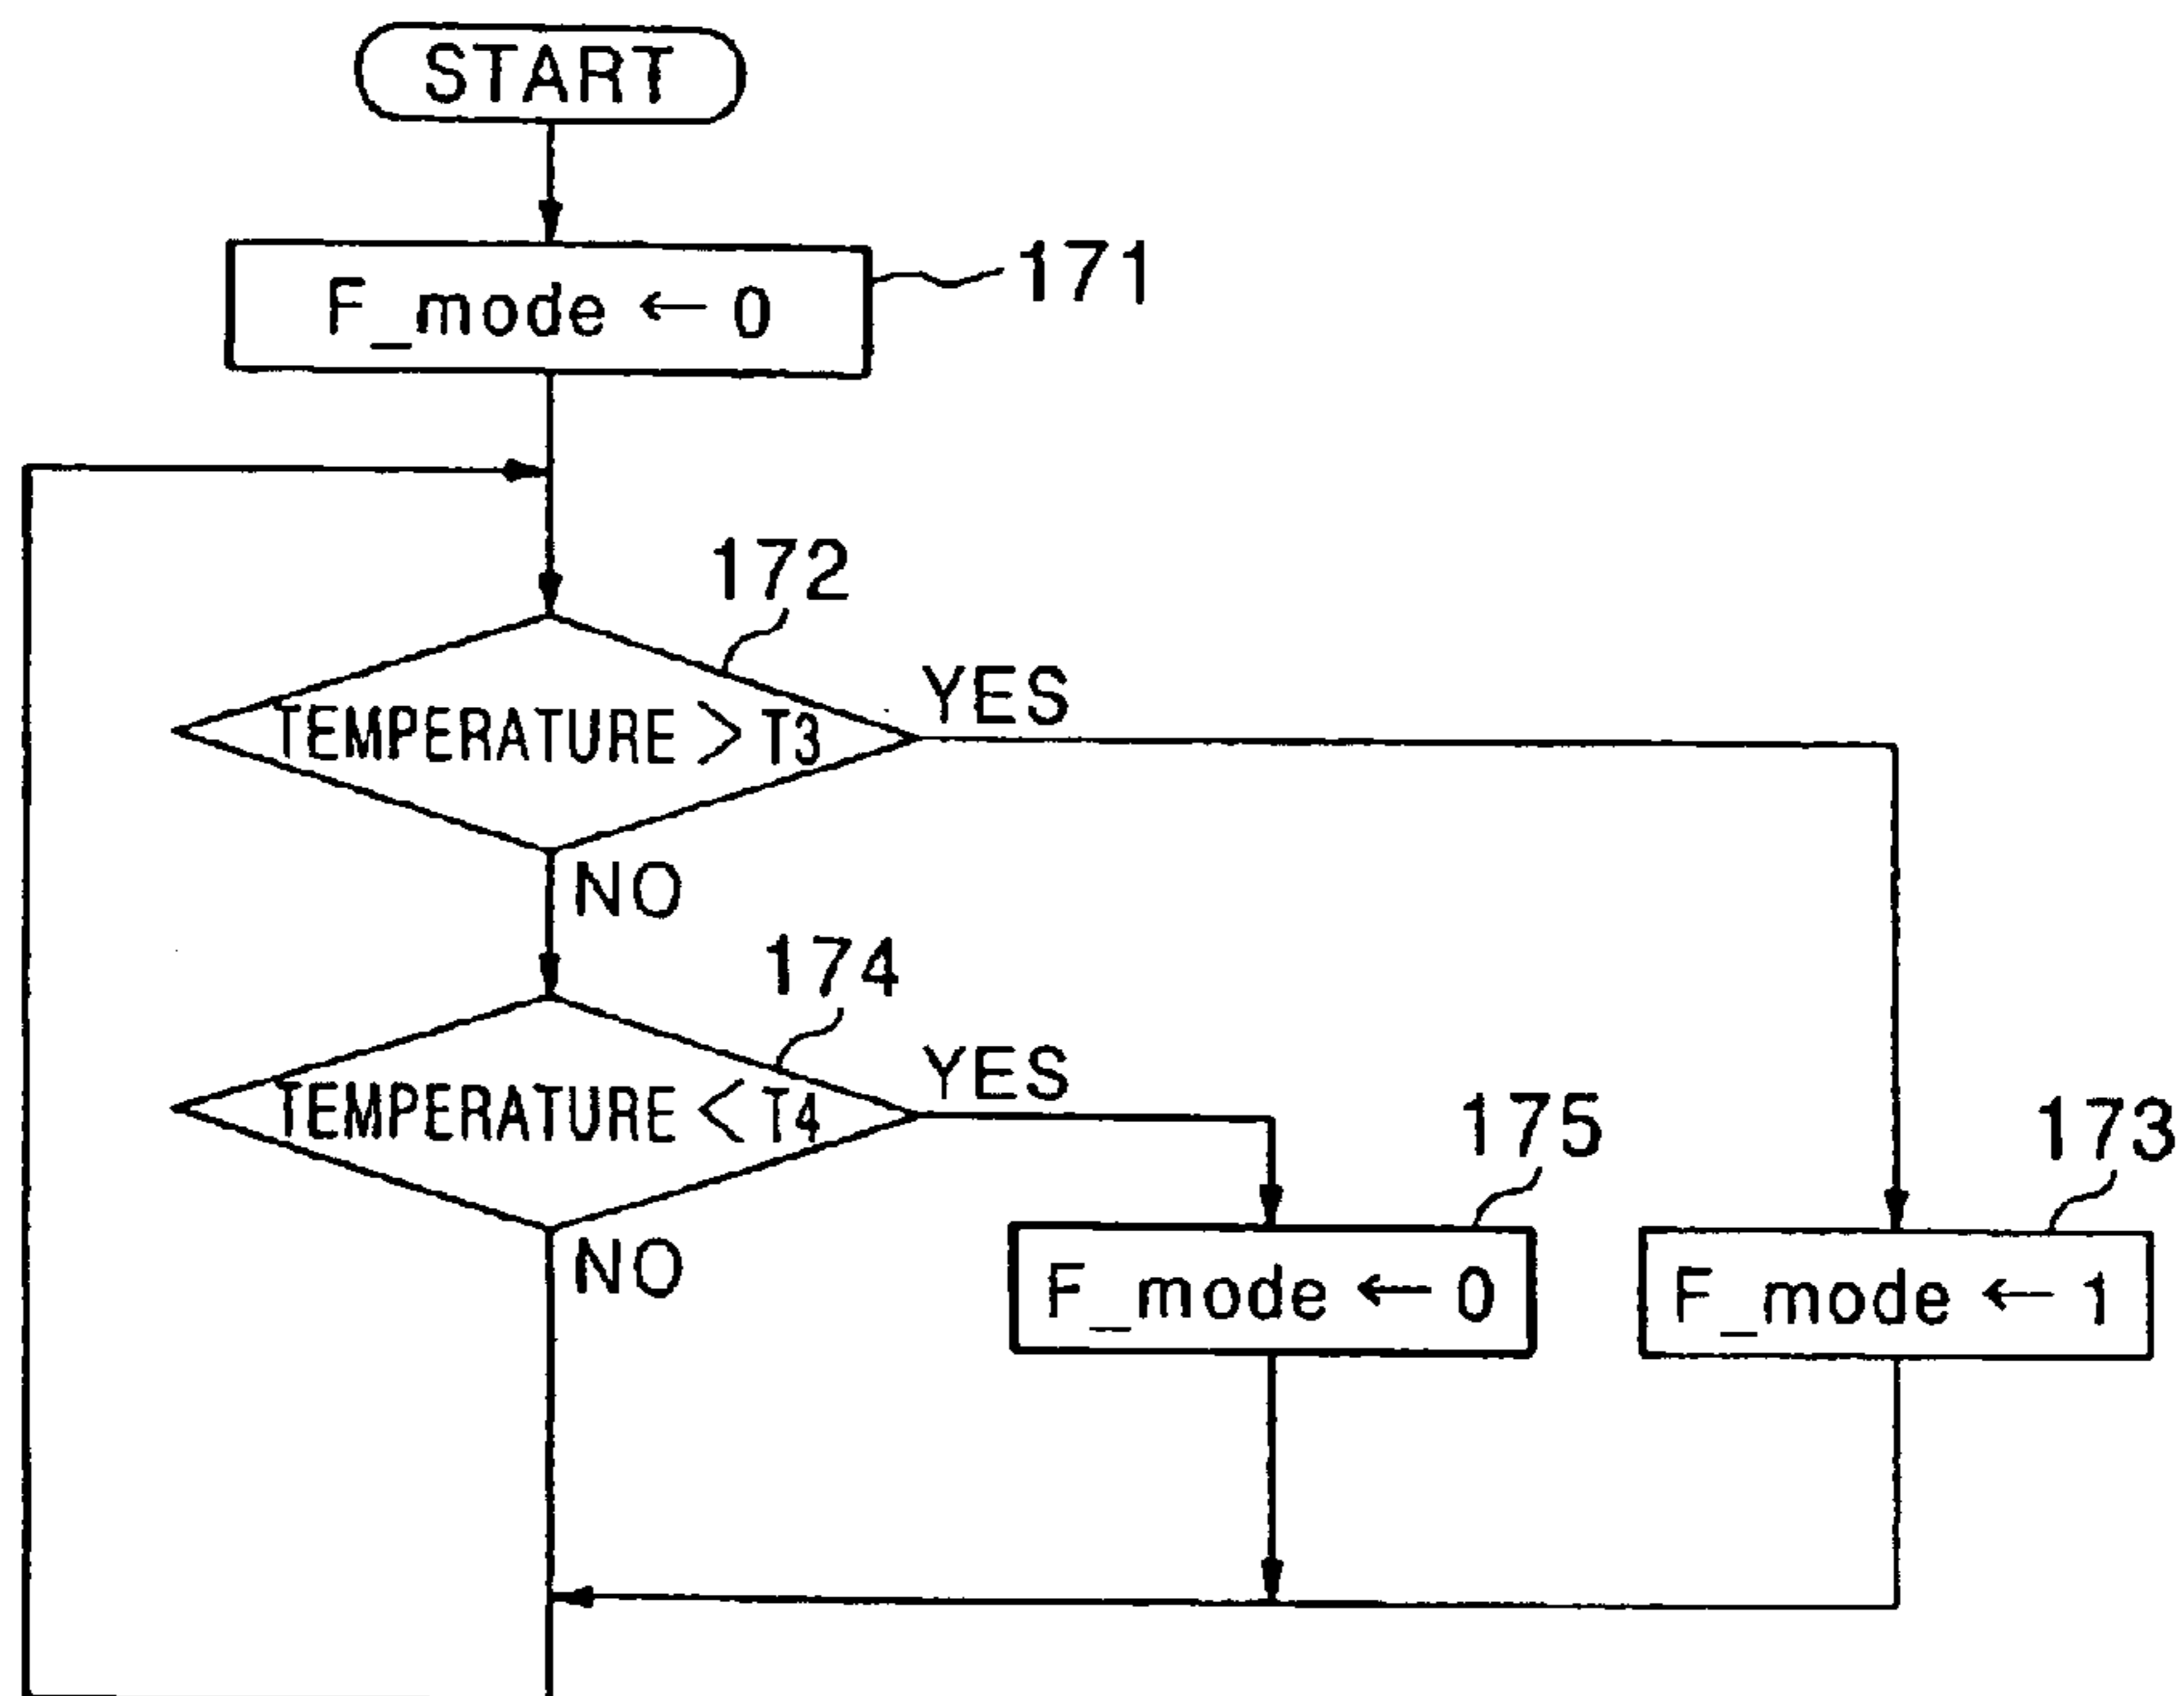 START
F_mode ← 0
171
172
TEMPERATURE > T3
YES
NO
174
TEMPERATURE < T4
YES
NO
175
F_mode ← 0
173
F_mode ← 1